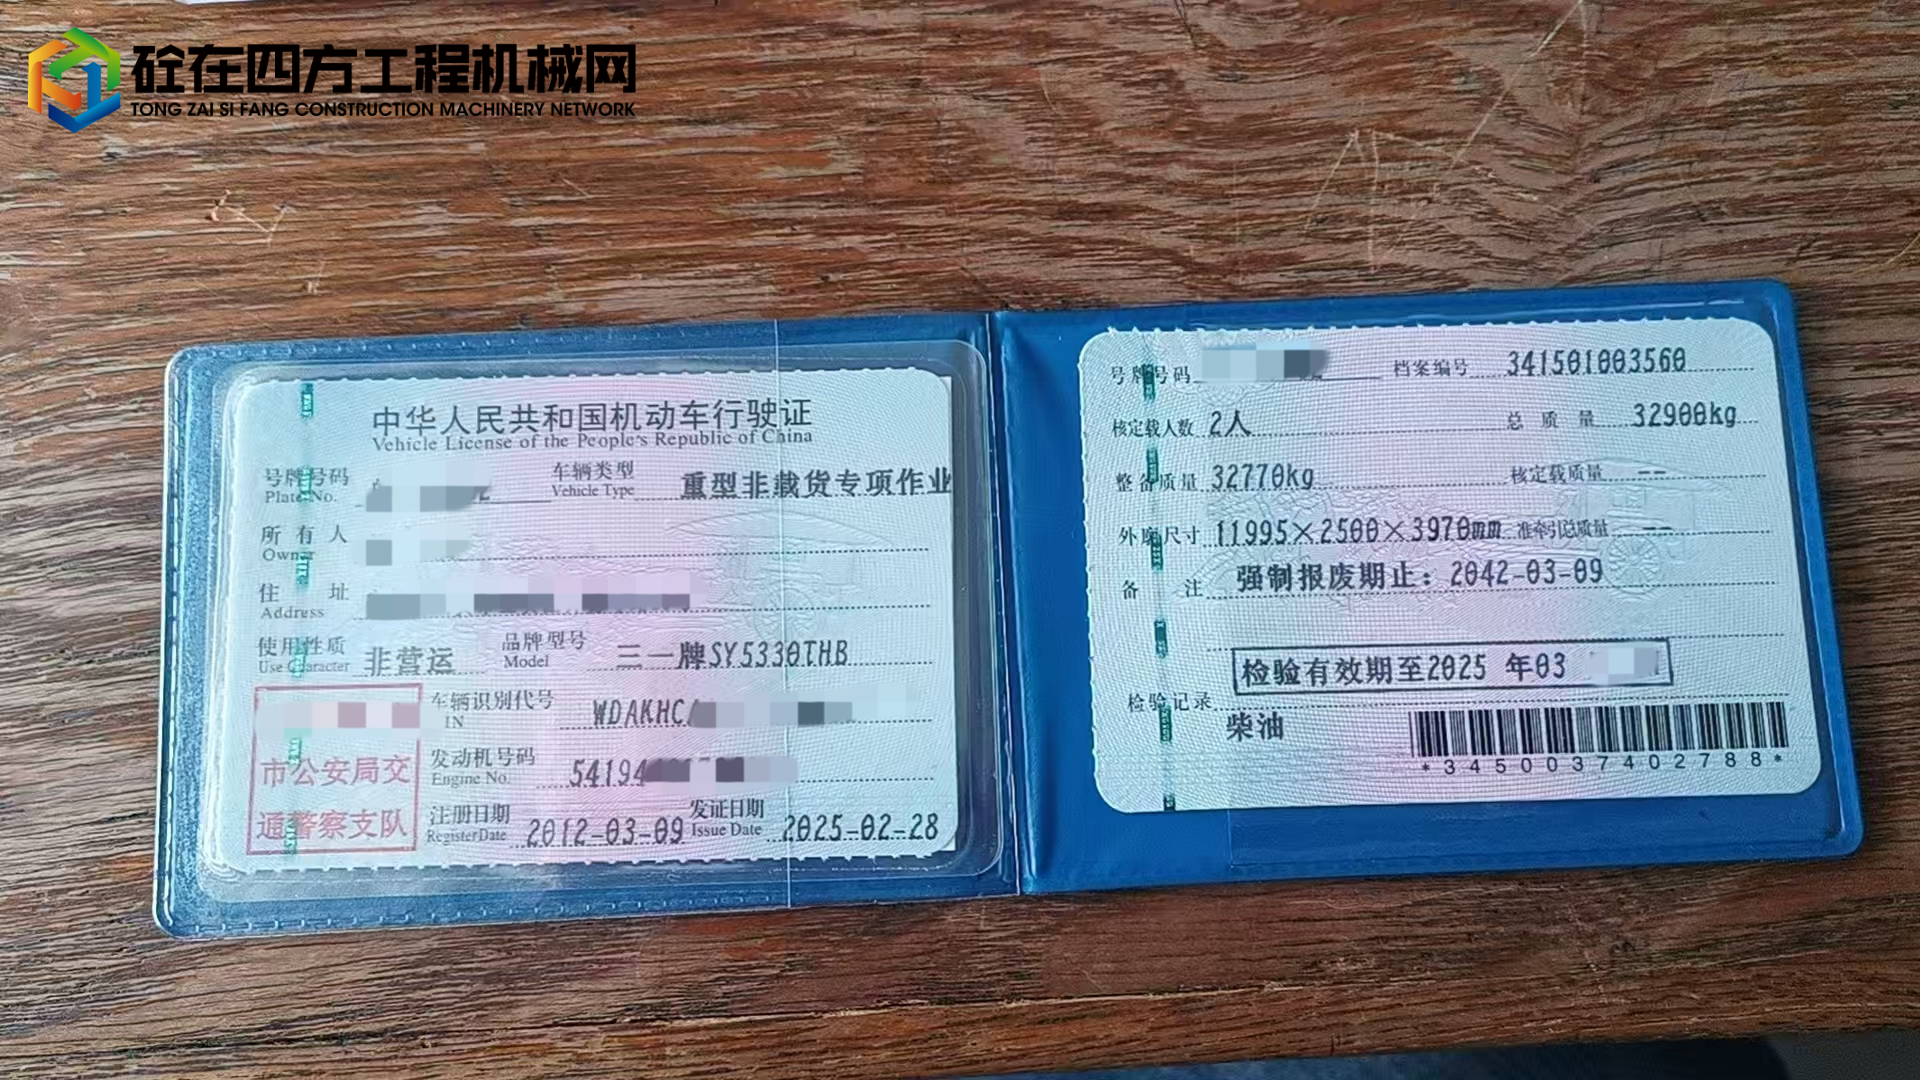 砼在四方工程机械网
TONG ZAI SI FANG CONSTRUCTION MACHINERY NETWORK
中华人民共和国机动车行驶证
Vehicle License of the People's Republic of China
号牌号码 车辆类型 重型非载货专项作业
Plate No. Vehicle Type
所有人
Owner
住址
Address
使用性质 非营运 品牌型号 三一牌SY5330THB
Use Character Model
车辆识别代号 WDAKHC
IN
市公安局交
通警察支队
发动机号码 54194
Engine No.
注册日期 2012-03-09 发证日期 2025-02-28
Register Date Issue Date
号牌号码 档案编号 341501003560
核定载人数 2人 总质量 32900kg
整备质量 32770kg 核定载质量 --
外廓尺寸 11995×2500×3970mm 准牵引总质量 --
备注 强制报废期止：2042-03-09
检验有效期至2025 年03
检验记录
柴油
*3450037402788*